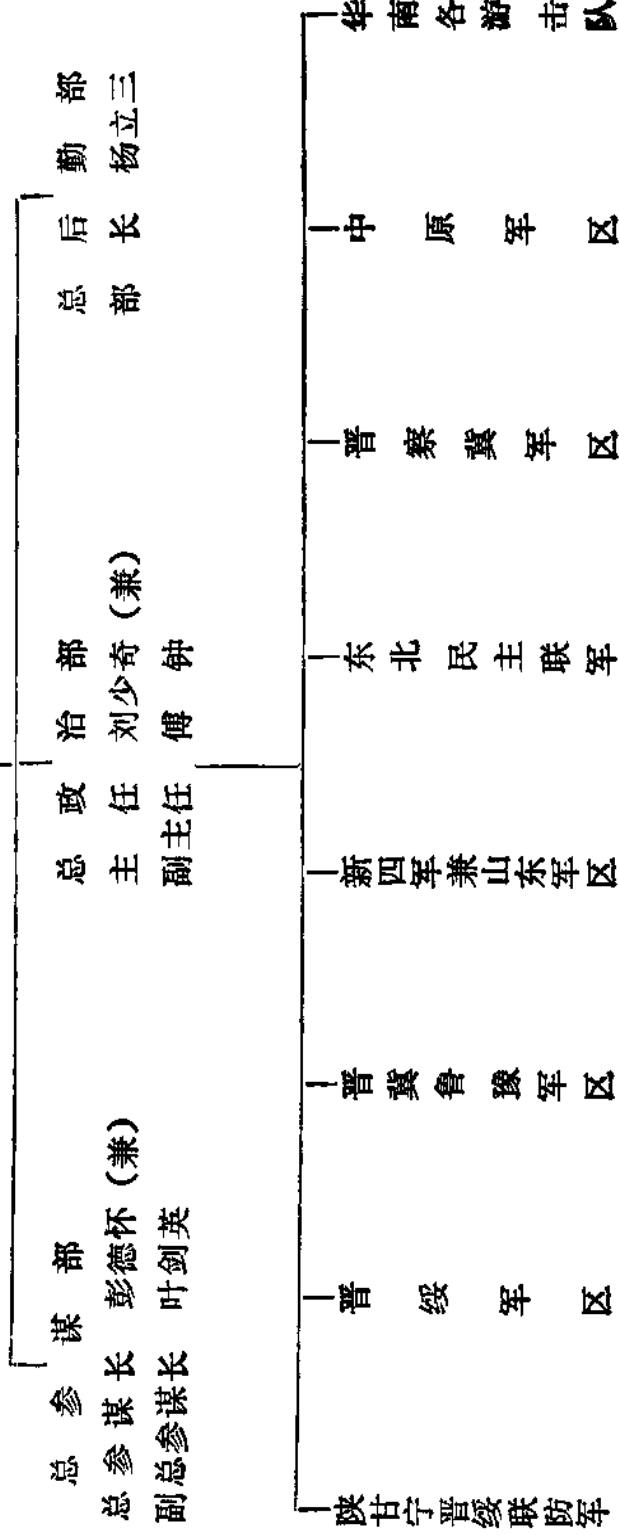 总参谋部
总参谋长 彭德怀(兼)
副总参谋长 叶剑英
总政治部
主任 刘少奇(兼)
副主任 傅钟
总后勤部
部长 杨立三
陕甘宁晋绥联防军
晋绥军区
晋冀鲁豫军区
新四军兼山东军区
东北民主联军
晋察冀军区
中原军区
华南各游击队